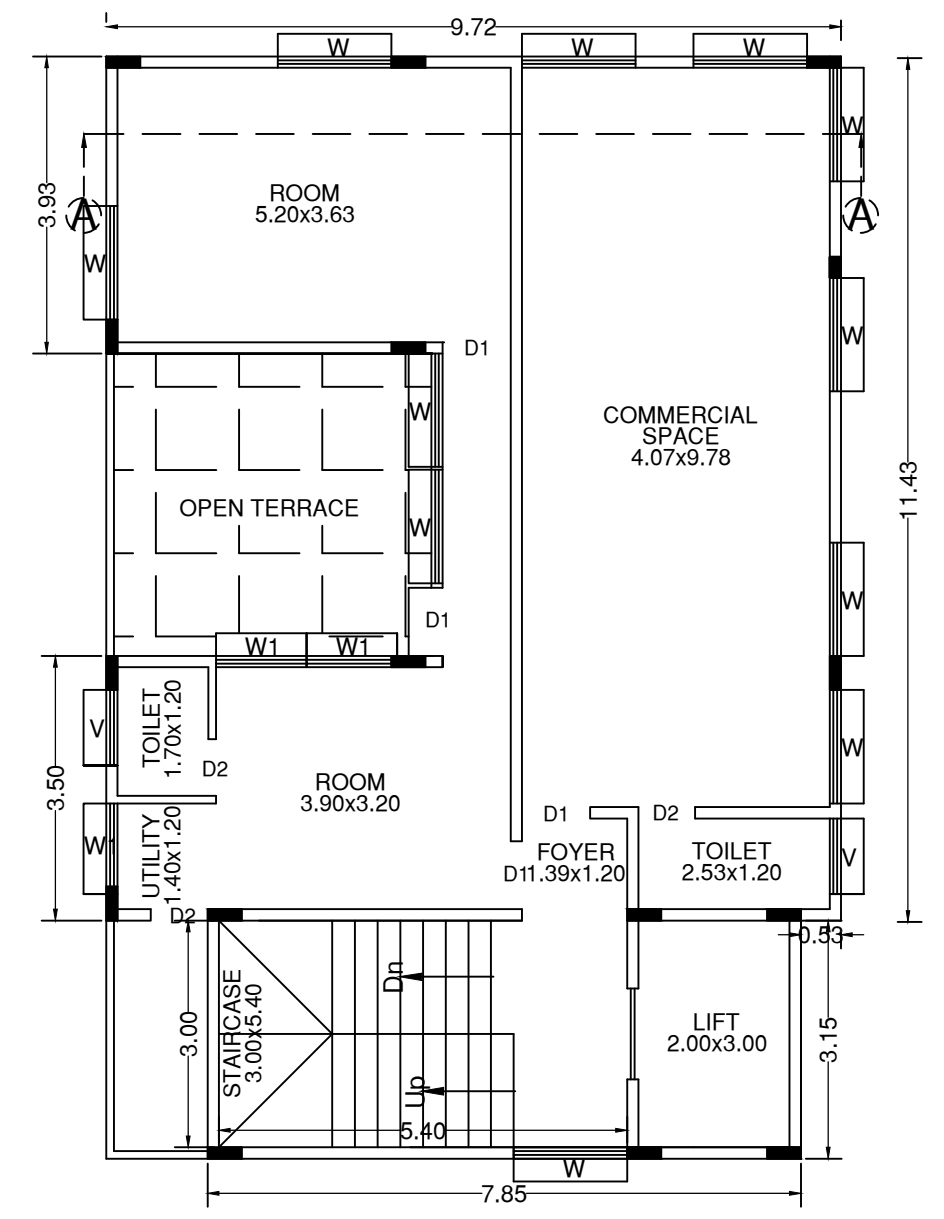 9.72
W
W
W
W
ROOM
5.20x3.63
3.93
A
A
W
W
D1
W
COMMERCIAL
SPACE
4.07x9.78
11.43
OPEN TERRACE
W
W
D1
W1
W1
TOILET
1.70x1.20
V
D2
W
3.50
ROOM
3.90x3.20
D1
D2
W1
UTILITY
1.40x1.20
FOYER
D11.39x1.20
TOILET
2.53x1.20
V
D2
0.53
Dn
STAIRCASE
3.00x5.40
3.00
LIFT
2.00x3.00
3.15
Up
5.40
W
7.85